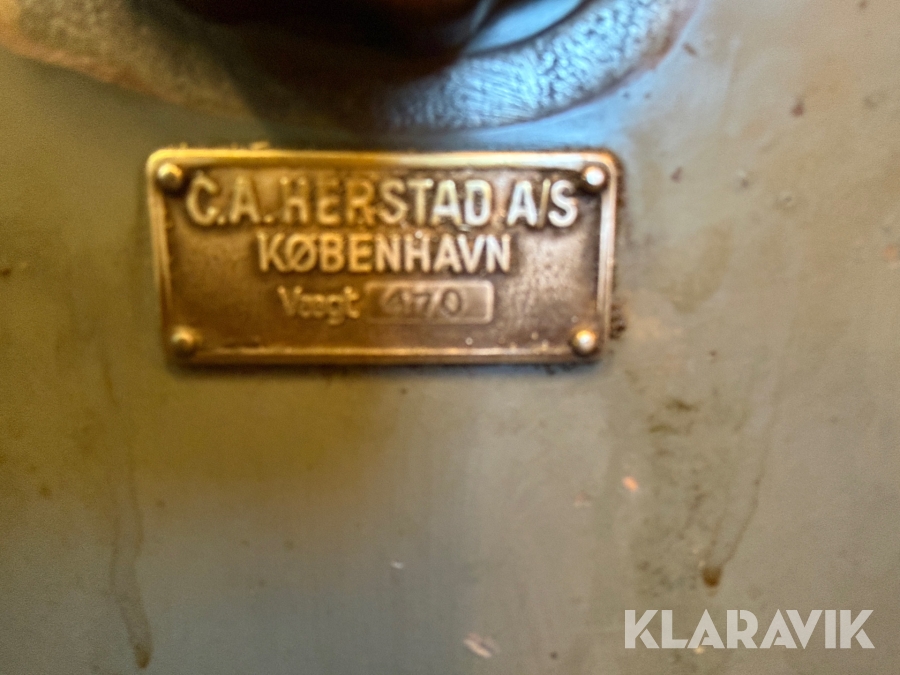 C.A. HERSTAD A/S
KØBENHAVN
Vægt 470
KLARAVIK